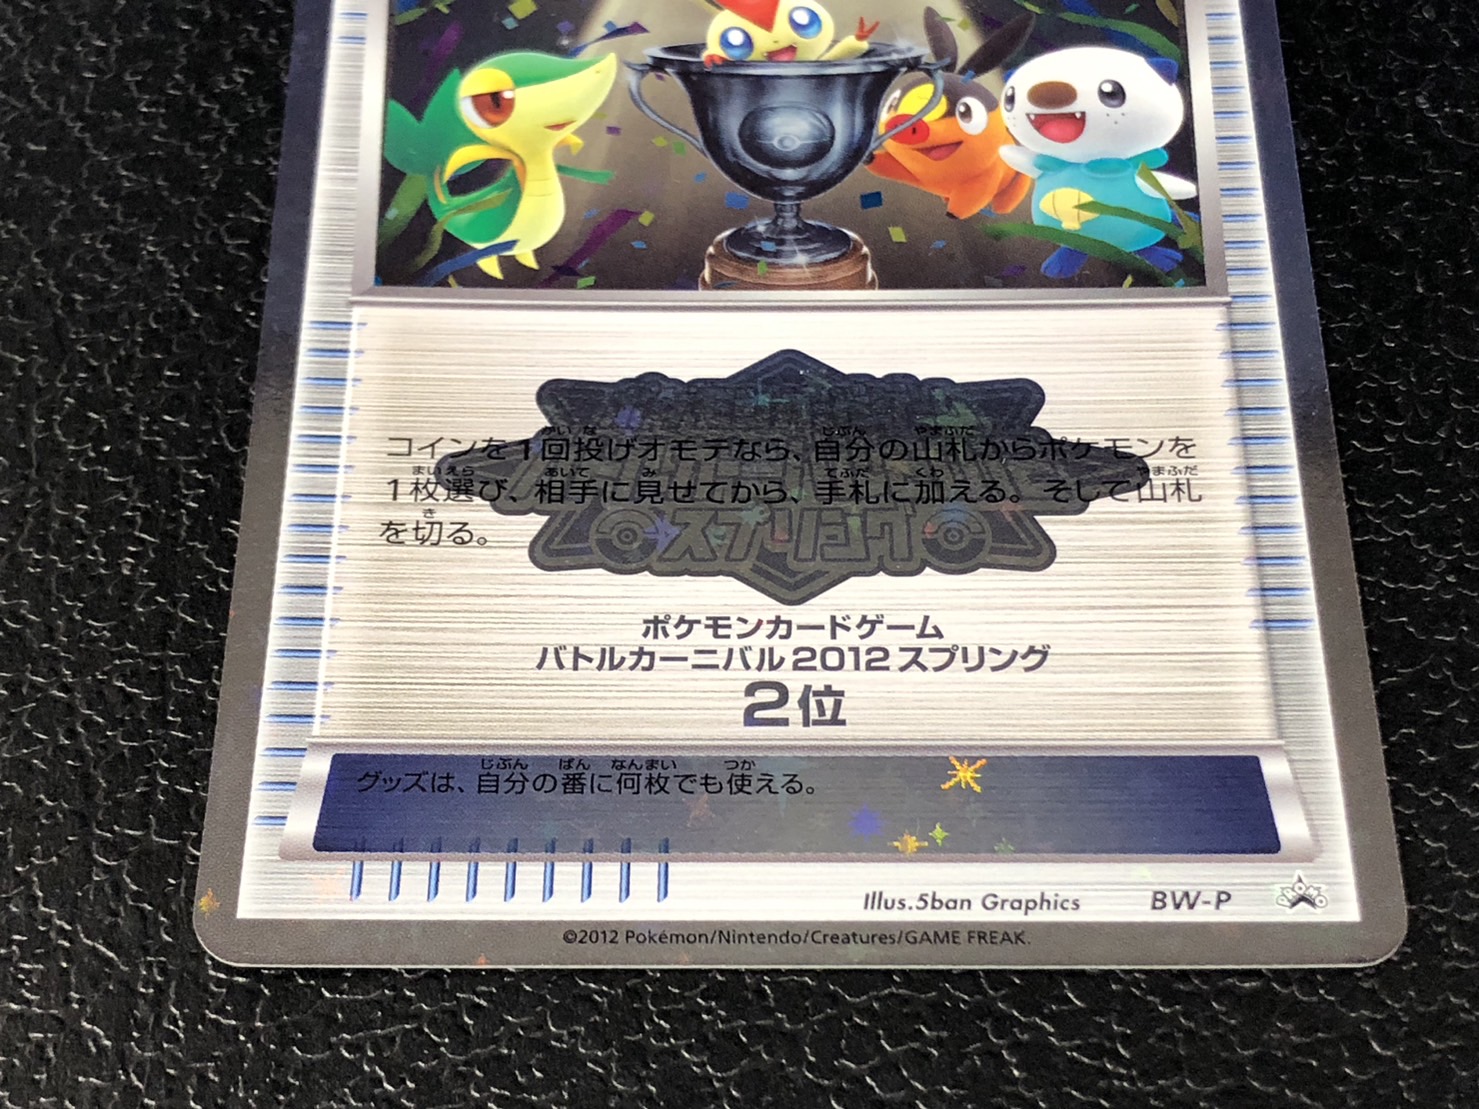 コインを1回投げオモテなら、自分の山札からポケモンを
1枚選び、相手に見せてから、手札に加える。そして山札
を切る。
スプリング
ポケモンカードゲーム
バトルカーニバル2012スプリング
2位
グッズは、自分の番に何枚でも使える。
Illus.5ban Graphics
BW-P
©2012 Pokémon/Nintendo/Creatures/GAME FREAK.